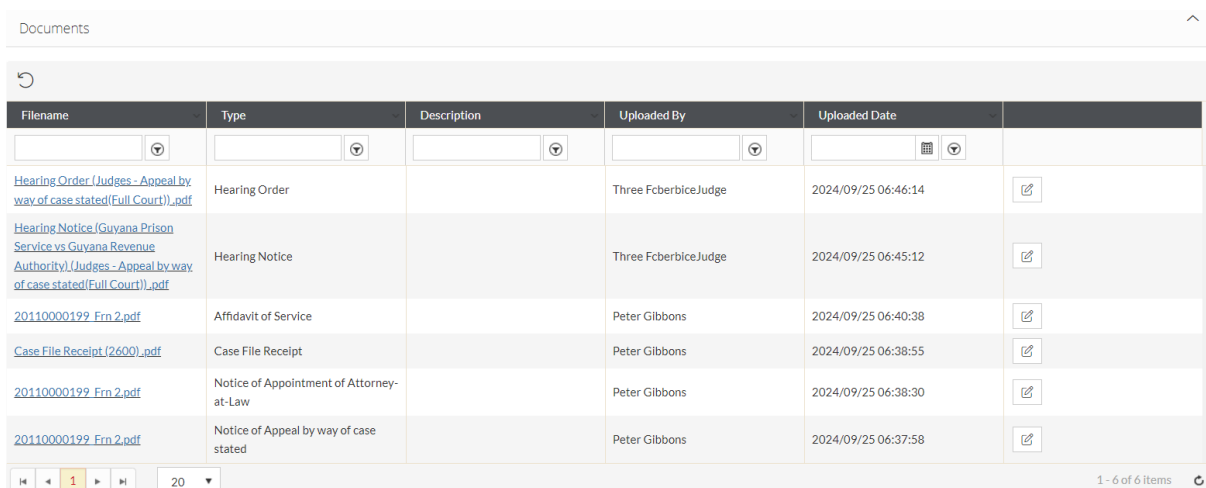 Documents
Filename Type Description Uploaded By Uploaded Date
Hearing Order (Judges - Appeal by
way of case stated(Full Court)) .pdf
Hearing Order
Three FcberbiceJudge
2024/09/25 06:46:14
Hearing Notice (Guyana Prison
Service vs Guyana Revenue
Authority) (Judges - Appeal by way
of case stated(Full Court)) .pdf
Hearing Notice
Three FcberbiceJudge
2024/09/25 06:45:12
20110000199_Frn 2.pdf
Affidavit of Service
Peter Gibbons
2024/09/25 06:40:38
Case File Receipt (2600) .pdf
Case File Receipt
Peter Gibbons
2024/09/25 06:38:55
20110000199_Frn 2.pdf
Notice of Appointment of Attorney-
at-Law
Peter Gibbons
2024/09/25 06:38:30
20110000199_Frn 2.pdf
Notice of Appeal by way of case
stated
Peter Gibbons
2024/09/25 06:37:58
1 20 1 - 6 of 6 items